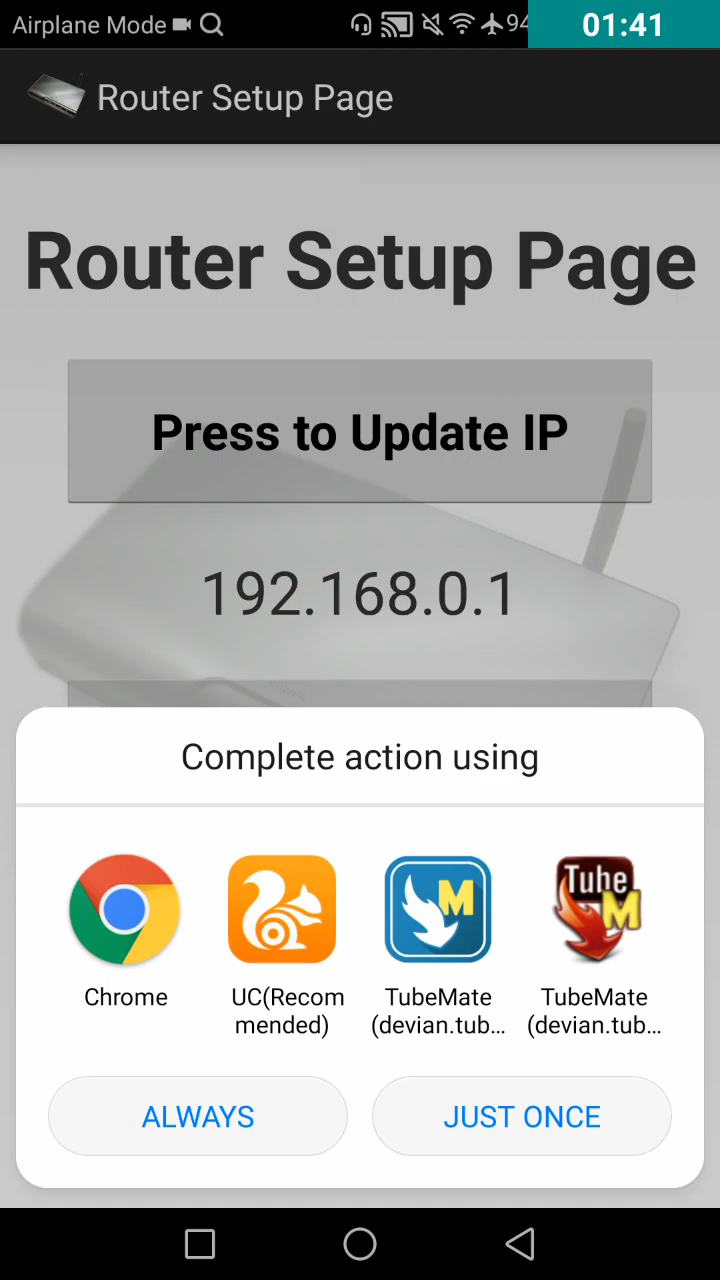 Airplane Mode
94
01:41
Router Setup Page
Router Setup Page
Press to Update IP
192.168.0.1
Complete action using
Chrome
UC(Recom
mended)
TubeMate
(devian.tub...
Tube
M
TubeMate
(devian.tub...
ALWAYS
JUST ONCE